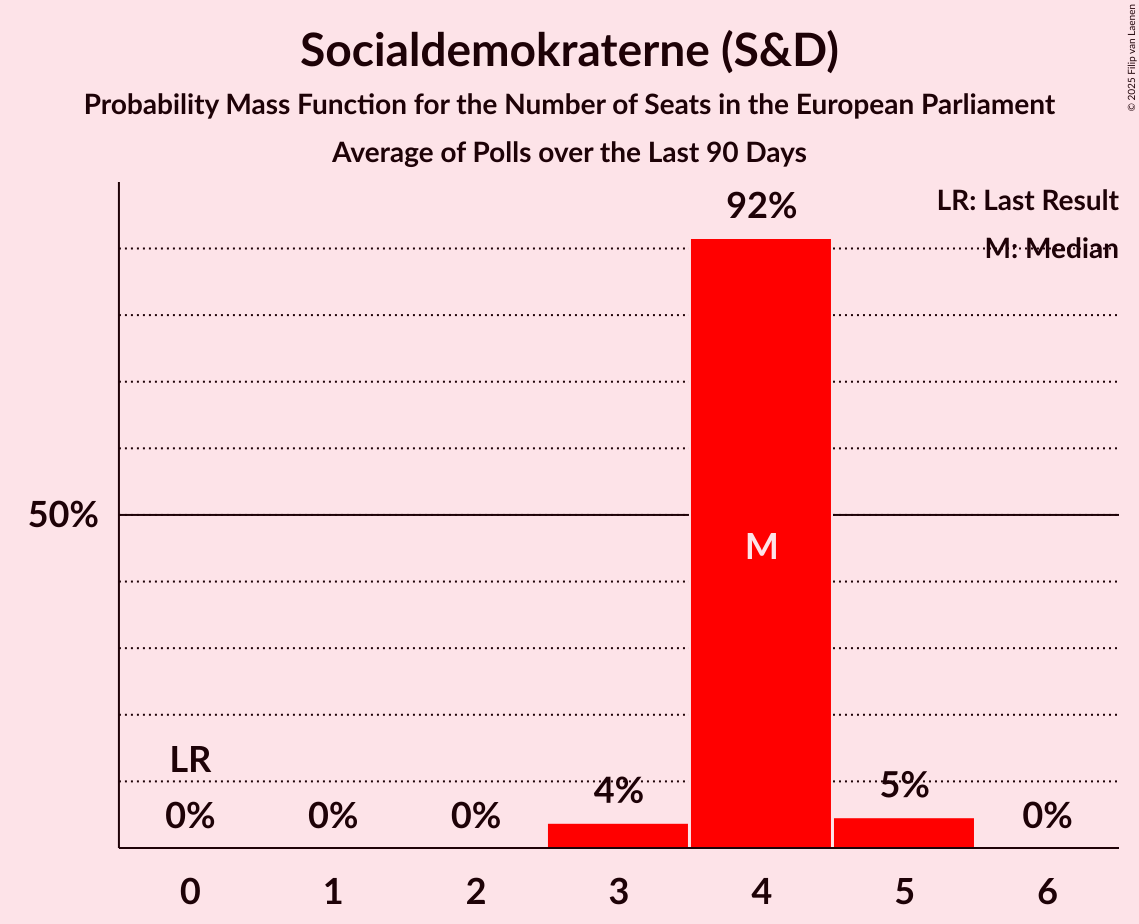 Socialdemokraterne (S&D)
Probability Mass Function for the Number of Seats in the European Parliament
Average of Polls over the Last 90 Days
© 2025 Filip van Laenen
LR: Last Result
M: Median
92%
50%
M
LR
0%
0%
0%
4%
5%
0%
0
1
2
3
4
5
6